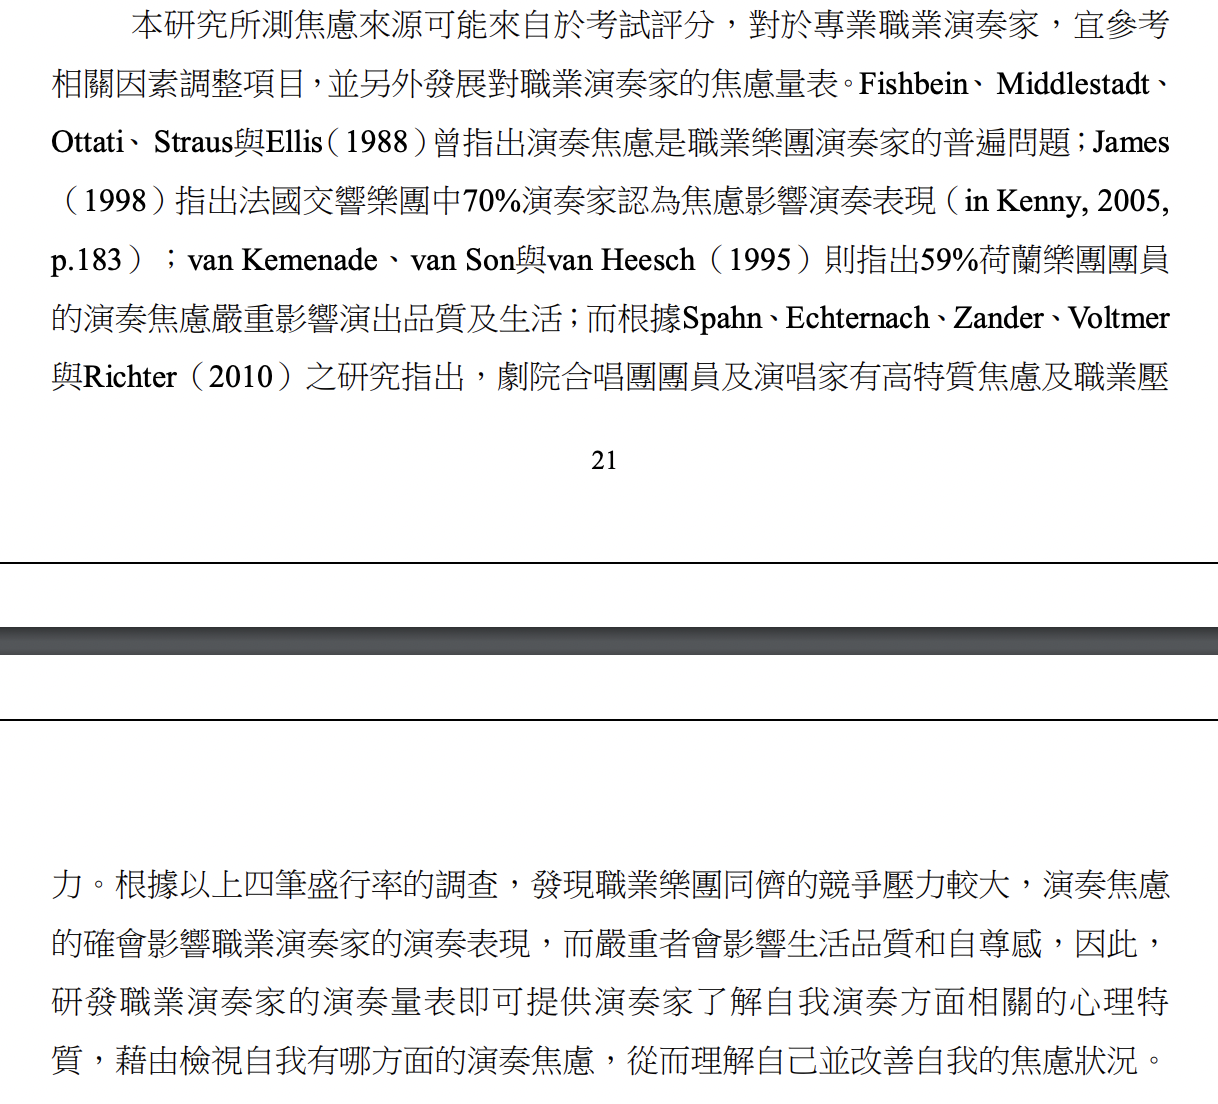 本研究所測焦慮來源可能來自於考試評分，對於專業職業演奏家，宜參考
相關因素調整項目，並另外發展對職業演奏家的焦慮量表。Fishbein、Middlestadt、
Ottati、Straus與Ellis（1988）曾指出演奏焦慮是職業樂團演奏家的普遍問題；James
（1998）指出法國交響樂團中70%演奏家認為焦慮影響演奏表現（in Kenny, 2005,
p.183）；van Kemenade、van Son與van Heesch（1995）則指出59%荷蘭樂團團員
的演奏焦慮嚴重影響演出品質及生活；而根據Spahn、Echternach、Zander、Voltmer
與Richter（2010）之研究指出，劇院合唱團團員及演唱家有高特質焦慮及職業壓
21
力。根據以上四筆盛行率的調查，發現職業樂團同儕的競爭壓力較大，演奏焦慮
的確會影響職業演奏家的演奏表現，而嚴重者會影響生活品質和自尊感，因此，
研發職業演奏家的演奏量表即可提供演奏家了解自我演奏方面相關的心理特
質，藉由檢視自我有哪方面的演奏焦慮，從而理解自己並改善自我的焦慮狀況。